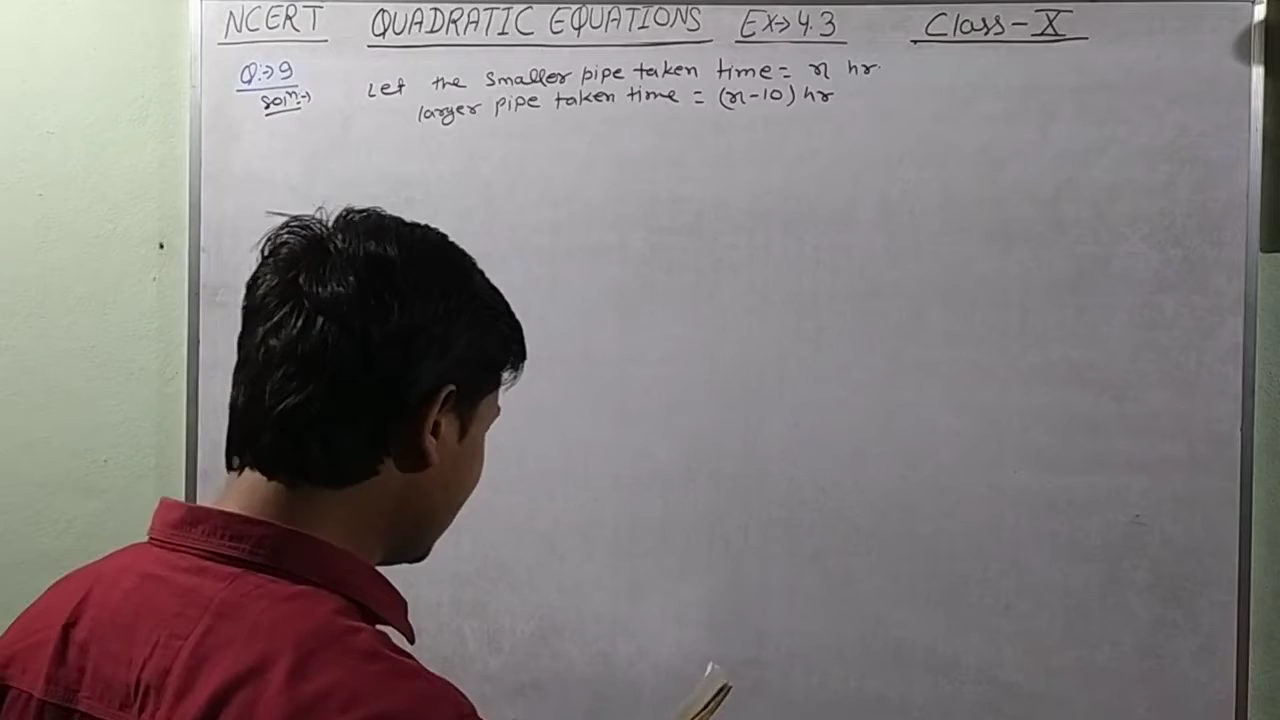 NCERT QUADRATIC EQUATIONS Ex→4.3 Class-X
Q:→9 Let the smaller pipe taken time = x hr.
Soln:→ larger pipe taken time = (x-10) hr